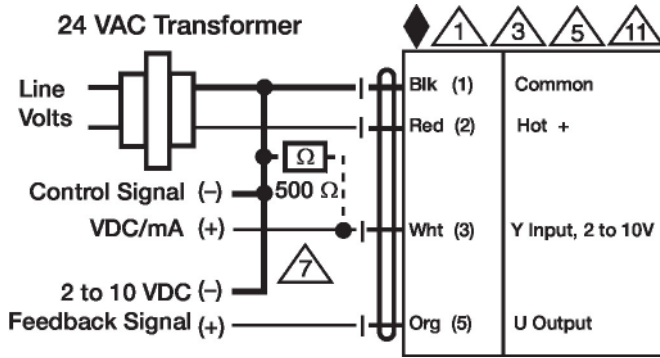 24 VAC Transformer
1 3 5 11
Line
Volts
Blk (1) Common
Red (2) Hot +
Ω
500 Ω
Control Signal (−)
VDC/mA (+)
Wht (3) Y Input, 2 to 10V
7
2 to 10 VDC (−)
Feedback Signal (+)
Org (5) U Output